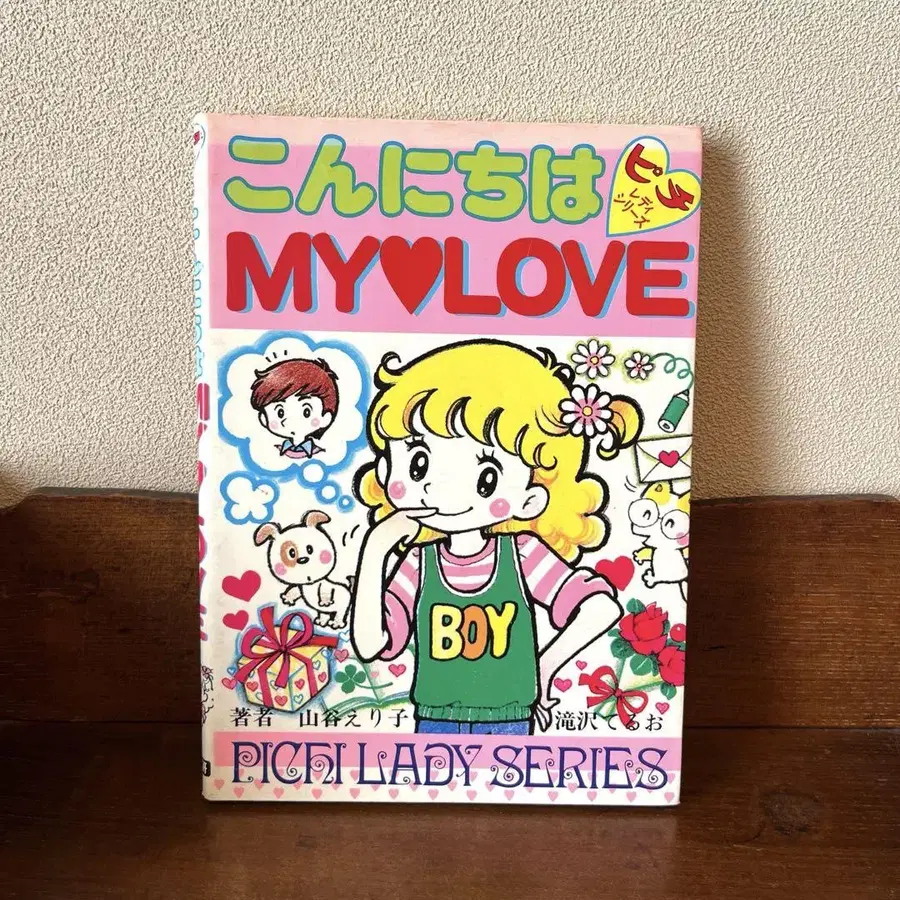 こんにちは
ピチ
レディ
シリーズ
MY♥LOVE
BOY
著者 山谷えり子 滝沢てるお
PICHI LADY SERIES